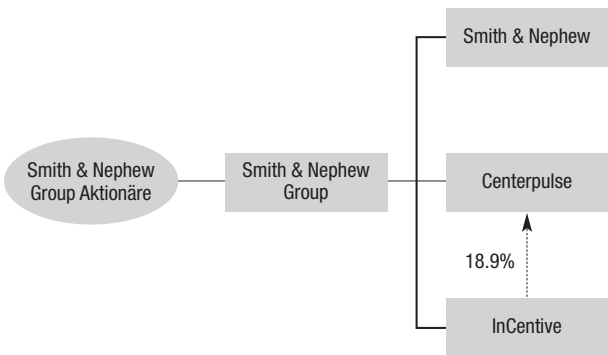 Smith & Nephew
Smith & Nephew
Group Aktionäre
Smith & Nephew
Group
Centerpulse
18.9%
InCentive